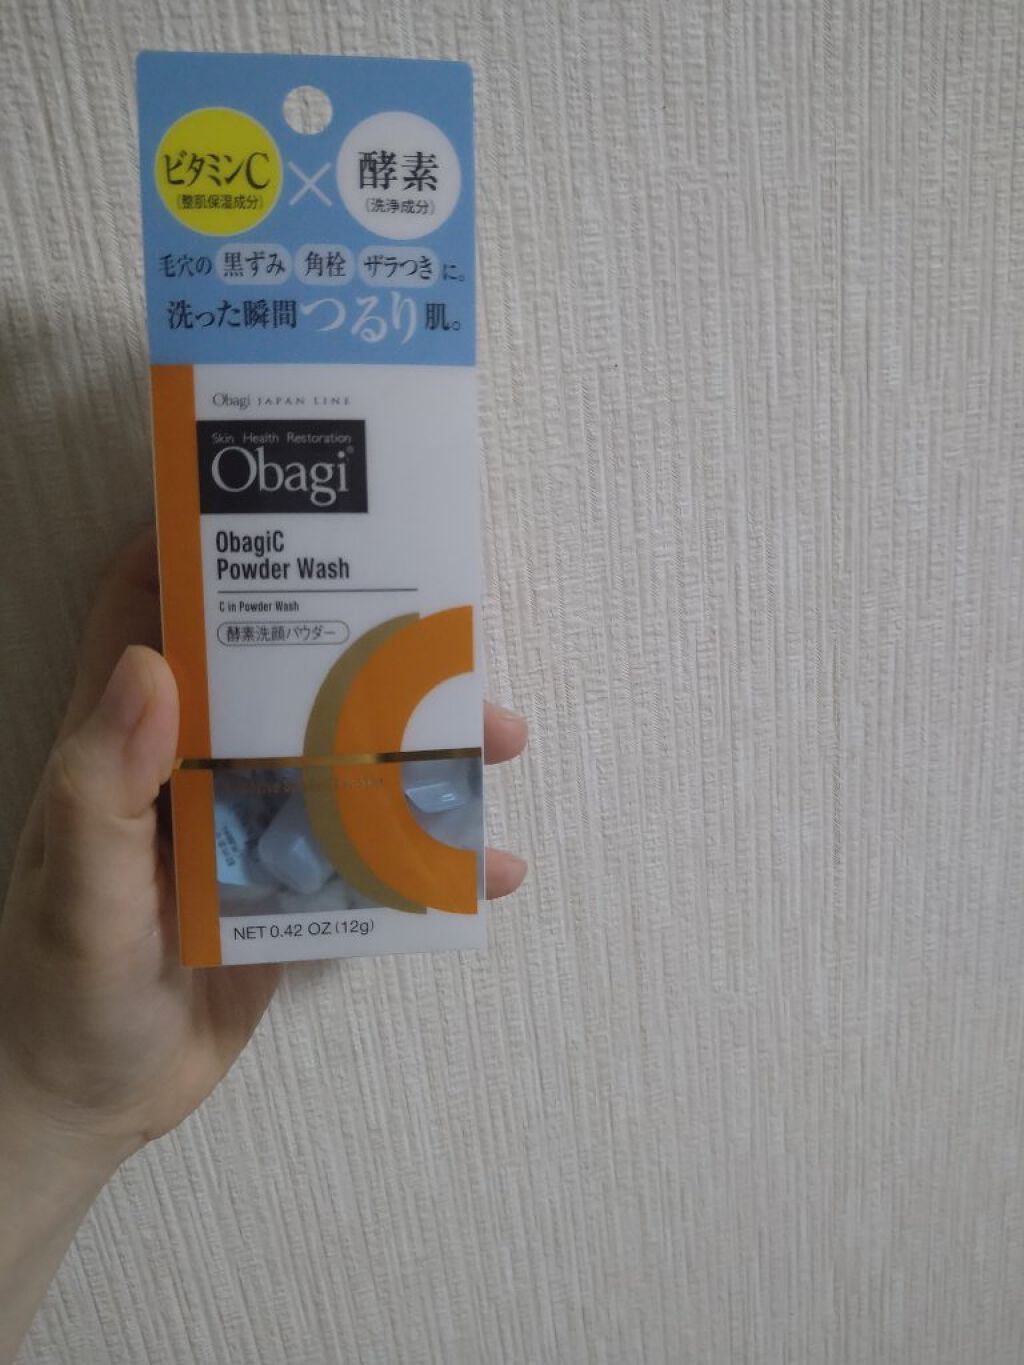 ビタミンC
(整肌保湿成分)
×
酵素
(洗浄成分)
毛穴の 黒ずみ 角栓 ザラつき に。
洗った瞬間つるり肌。
Obagi JAPAN LINE
Skin Health Restoration
Obagi®
ObagiC
Powder Wash
C in Powder Wash
酵素洗顔パウダー
NET 0.42 OZ (12g)